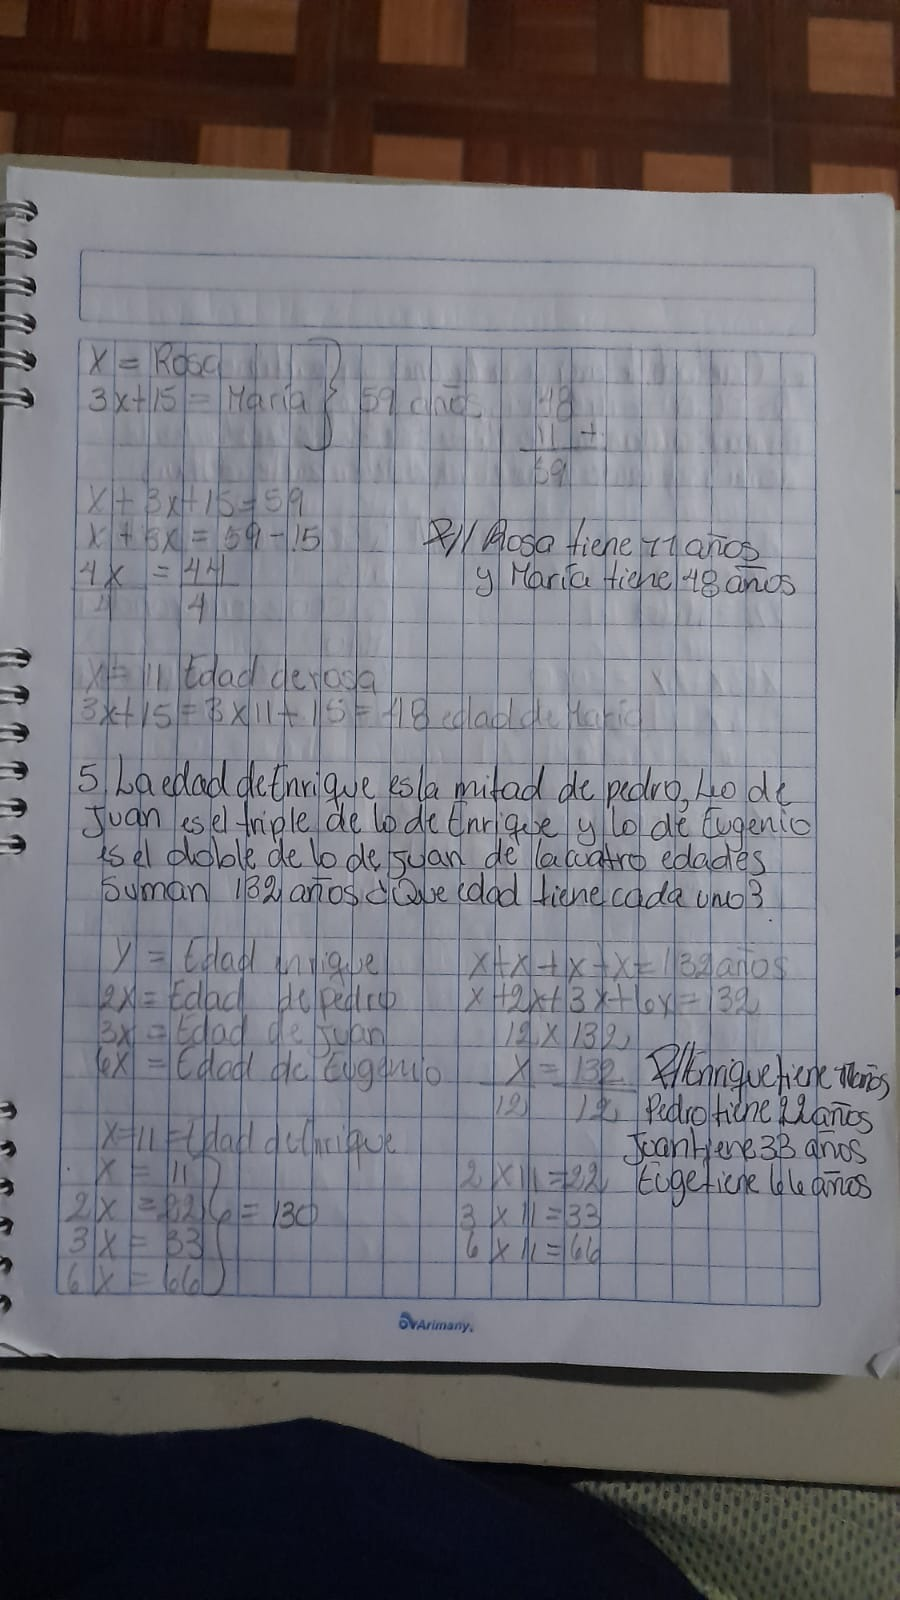 X = Rosa
3x+15 = María } 59 años
48
11 +
59
X + 3x+15=59
x + 3x = 59-15
4x = 44
4 4
R// Rosa tiene 11 años
y María tiene 48 años
x = 11 Edad de rosa
3x+15=3x11+15=48 edad de María
5 La edad de Enrique es la mitad de pedro, Lo de
Juan es el triple de lo de Enrique y lo de Eugenio
es el doble de lo de juan de la cuatro edades
Suman 132 años ¿Que edad tiene cada uno?
y = Edad inrique
2x = Edad de pedro
3x = Edad de juan
6x = Edad de Eugenio
x+x+x+x=132 años
x+2x+3x+6x=132
12 x 132
x = 132
12 12
R//Enrique tiene 11años
Pedro tiene 22 años
Juan tiene 33 años
Euge tiene 66 años
x=11=Edad de Enrique
x = 11
2x = 22 = 130
3x = 33
6x = 66
2 x 11 = 22
3 x 11 = 33
6 x 11 = 66
Arimany.